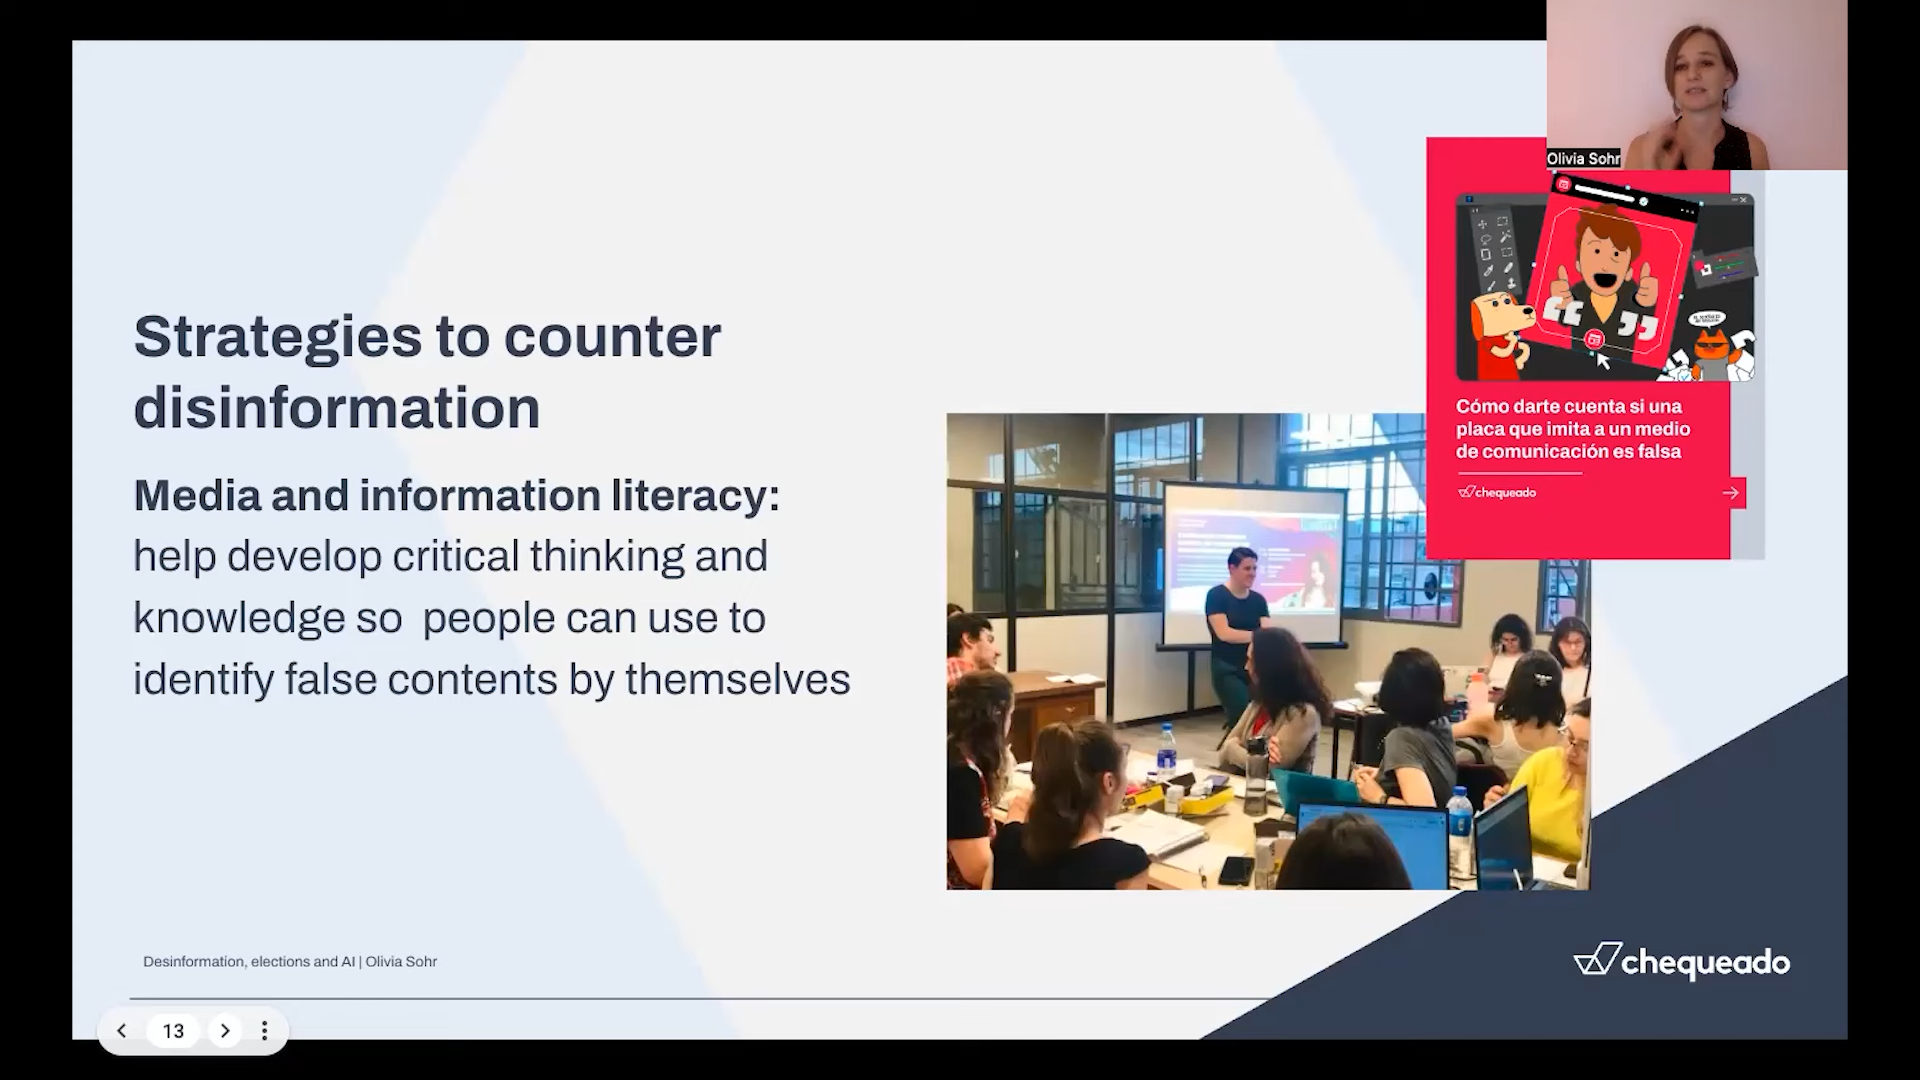 Olivia Sohr
Strategies to counter
disinformation
Media and information literacy:
help develop critical thinking and
knowledge so  people can use to
identify false contents by themselves
Cómo darte cuenta si una
placa que imita a un medio
de comunicación es falsa
chequeado
Desinformation, elections and AI | Olivia Sohr
chequeado
13